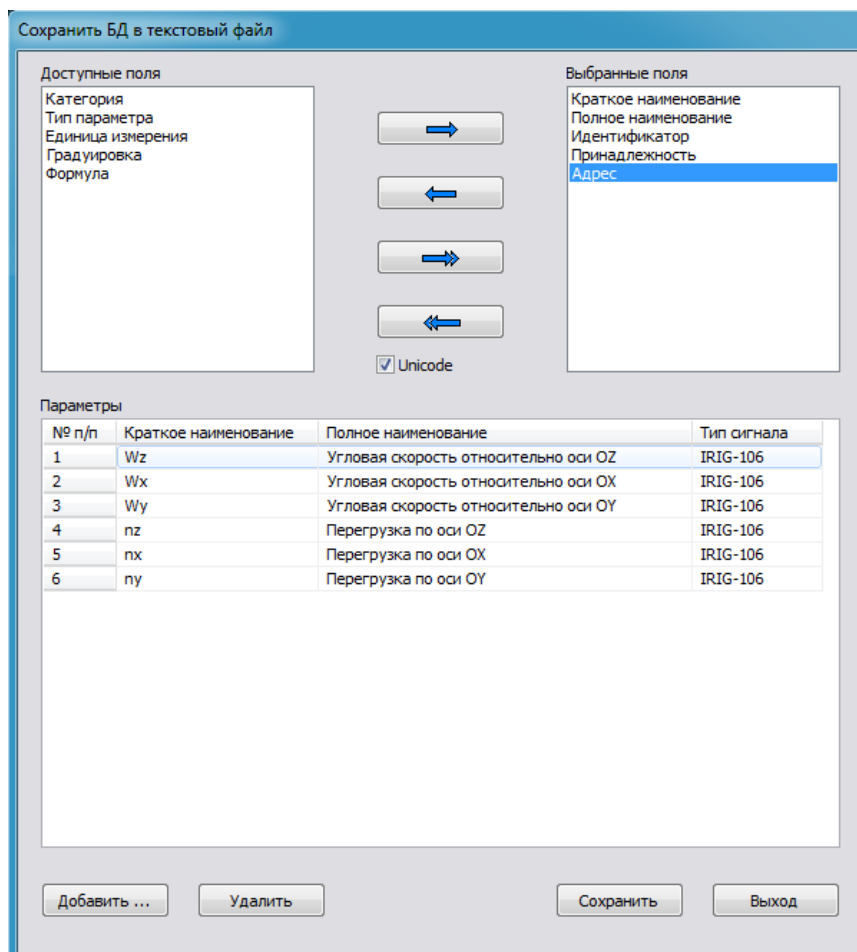 Сохранить БД в текстовый файл
Доступные поля
Категория
Тип параметра
Единица измерения
Градуировка
Формула
Unicode
Выбранные поля
Краткое наименование
Полное наименование
Идентификатор
Принадлежность
Адрес
Параметры
№ п/п Краткое наименование Полное наименование Тип сигнала
1 Wz Угловая скорость относительно оси OZ IRIG-106
2 Wx Угловая скорость относительно оси OX IRIG-106
3 Wy Угловая скорость относительно оси OY IRIG-106
4 nz Перегрузка по оси OZ IRIG-106
5 nx Перегрузка по оси OX IRIG-106
6 ny Перегрузка по оси OY IRIG-106
Добавить ... Удалить Сохранить Выход